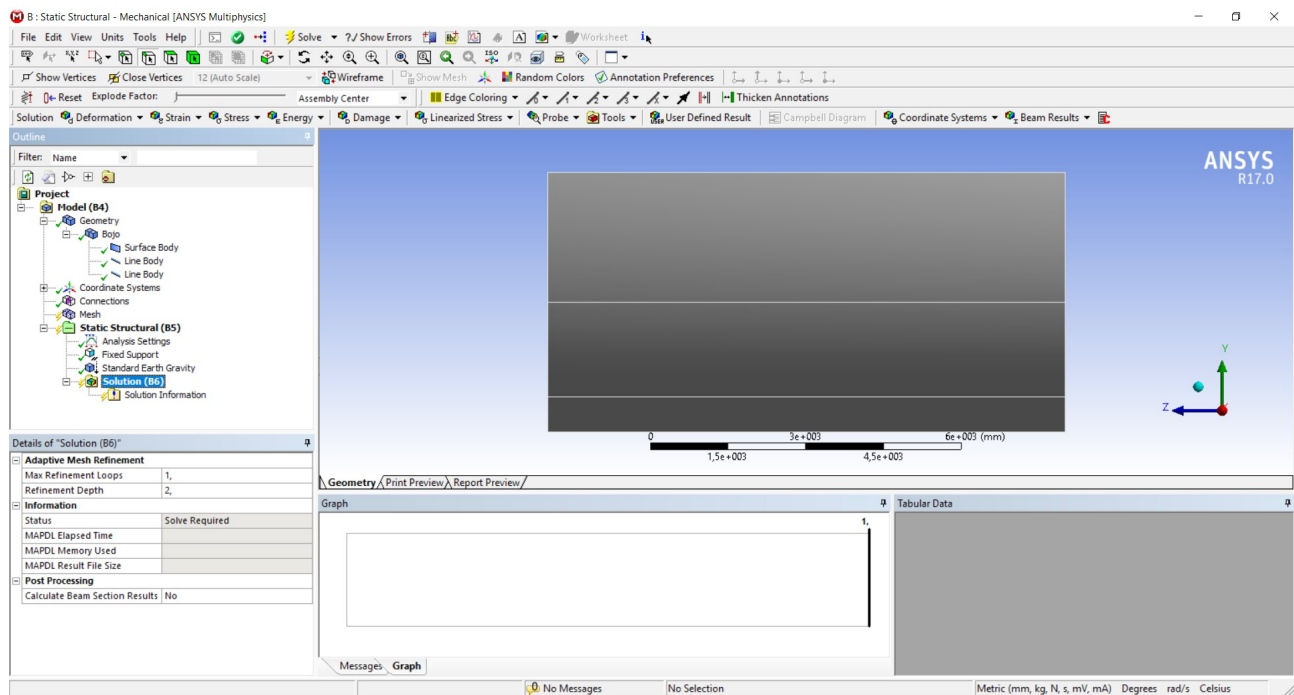 B : Static Structural - Mechanical [ANSYS Multiphysics]
File Edit View Units Tools Help Solve ?/ Show Errors A Worksheet i
ISO
Show Vertices Close Vertices 12 (Auto Scale) Wireframe Show Mesh Random Colors Annotation Preferences
Reset Explode Factor: Assembly Center Edge Coloring Thicken Annotations
Solution Deformation Strain Stress Energy Damage Linearized Stress Probe Tools User Defined Result Campbell Diagram Coordinate Systems Beam Results
Outline
Filter: Name
Project
Model (B4)
Geometry
Bojo
Surface Body
Line Body
Line Body
Coordinate Systems
Connections
Mesh
Static Structural (B5)
Analysis Settings
Fixed Support
Standard Earth Gravity
Solution (B6)
Solution Information
Details of "Solution (B6)"
Adaptive Mesh Refinement
Max Refinement Loops 1,
Refinement Depth 2,
Information
Status Solve Required
MAPDL Elapsed Time
MAPDL Memory Used
MAPDL Result File Size
Post Processing
Calculate Beam Section Results No
ANSYS
R17.0
Y
Z
0 3e+003 6e+003 (mm)
1,5e+003 4,5e+003
Geometry Print Preview Report Preview
Graph
1,
Messages Graph
Tabular Data
0 No Messages No Selection Metric (mm, kg, N, s, mV, mA) Degrees rad/s Celsius